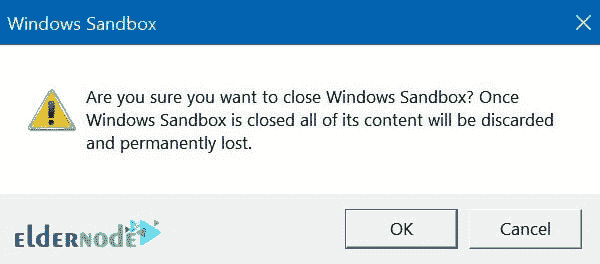 Windows Sandbox
Are you sure you want to close Windows Sandbox? Once
Windows Sandbox is closed all of its content will be discarded
and permanently lost.
elderNode
OK
Cancel